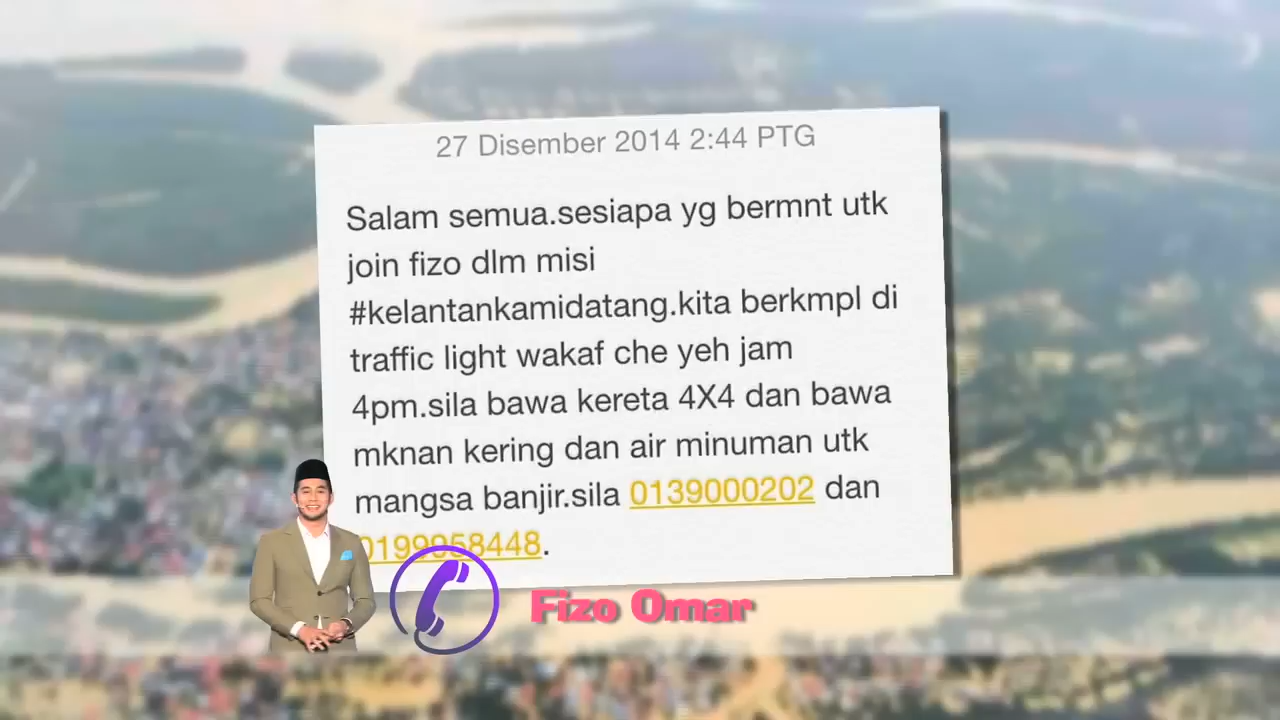 27 Disember 2014 2:44 PTG
Salam semua.sesiapa yg bermnt utk
join fizo dlm misi
#kelantankamidatang.kita berkmpl di
traffic light wakaf che yeh jam
4pm.sila bawa kereta 4X4 dan bawa
mknan kering dan air minuman utk
mangsa banjir.sila 0139000202 dan
0199958448.
Fizo Omar